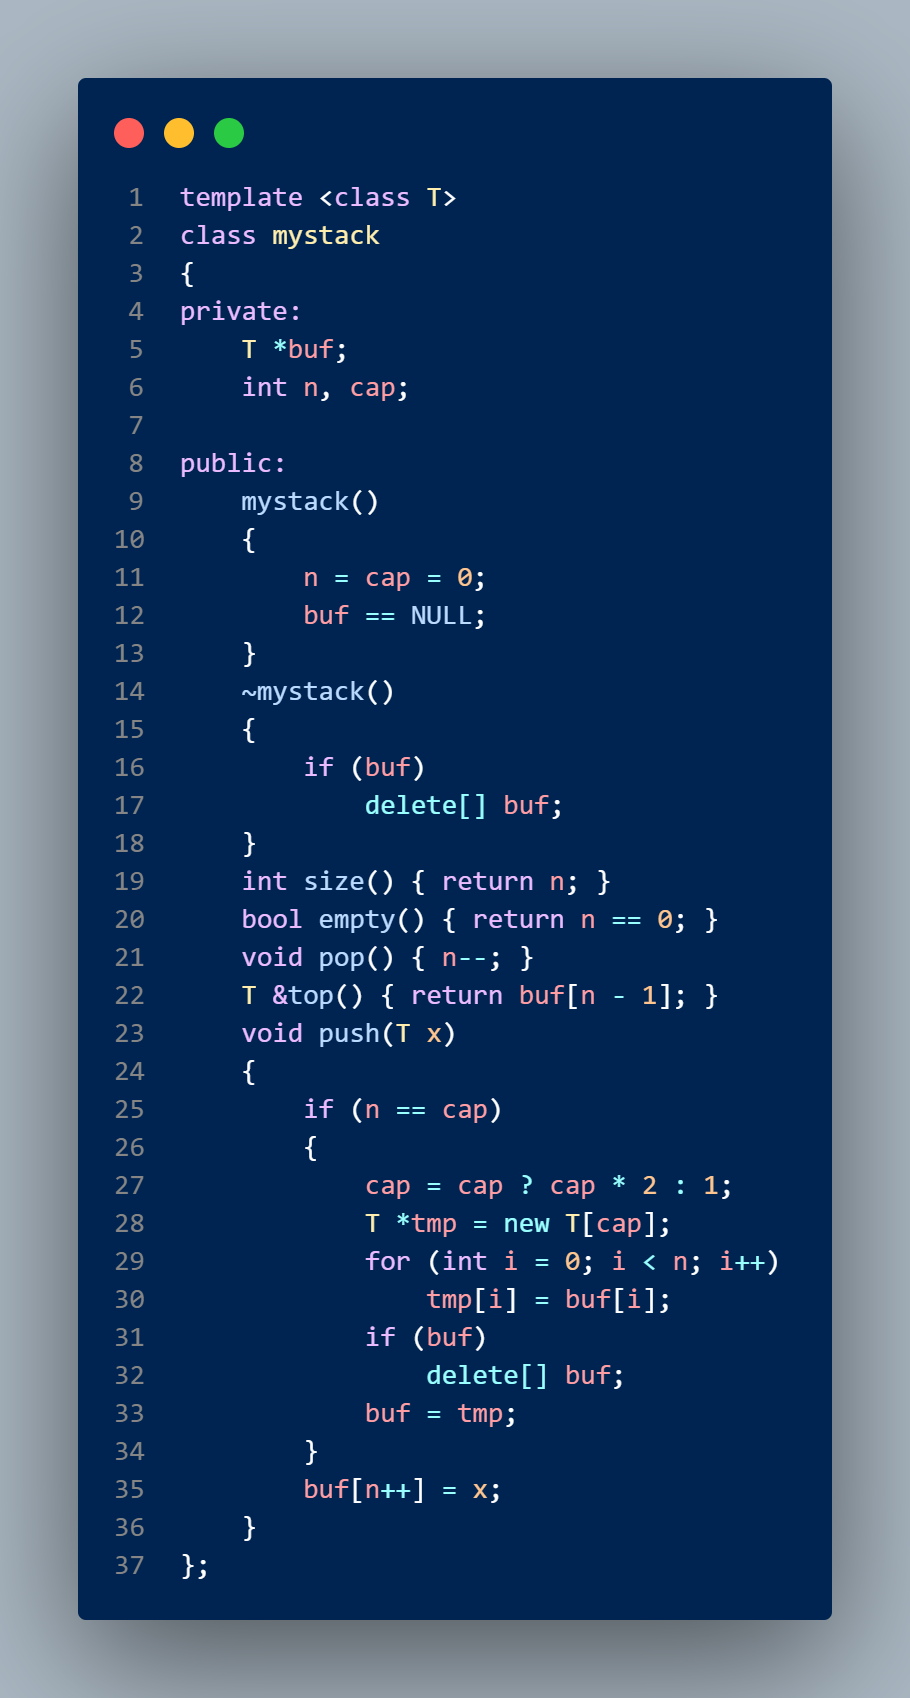 1 template <class T>
2 class mystack
3 {
4 private:
5     T *buf;
6     int n, cap;
7
8 public:
9     mystack()
10     {
11         n = cap = 0;
12         buf == NULL;
13     }
14     ~mystack()
15     {
16         if (buf)
17             delete[] buf;
18     }
19     int size() { return n; }
20     bool empty() { return n == 0; }
21     void pop() { n--; }
22     T &top() { return buf[n - 1]; }
23     void push(T x)
24     {
25         if (n == cap)
26         {
27             cap = cap ? cap * 2 : 1;
28             T *tmp = new T[cap];
29             for (int i = 0; i < n; i++)
30                 tmp[i] = buf[i];
31             if (buf)
32                 delete[] buf;
33             buf = tmp;
34         }
35         buf[n++] = x;
36     }
37 };